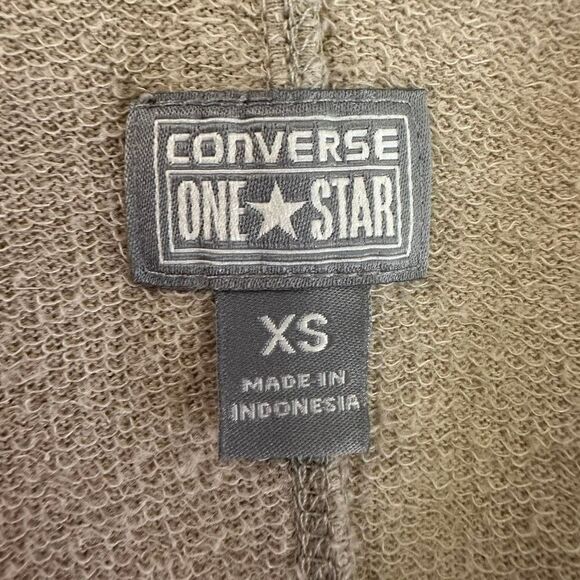 CONVERSE
ONE★STAR
XS
MADE IN
INDONESIA